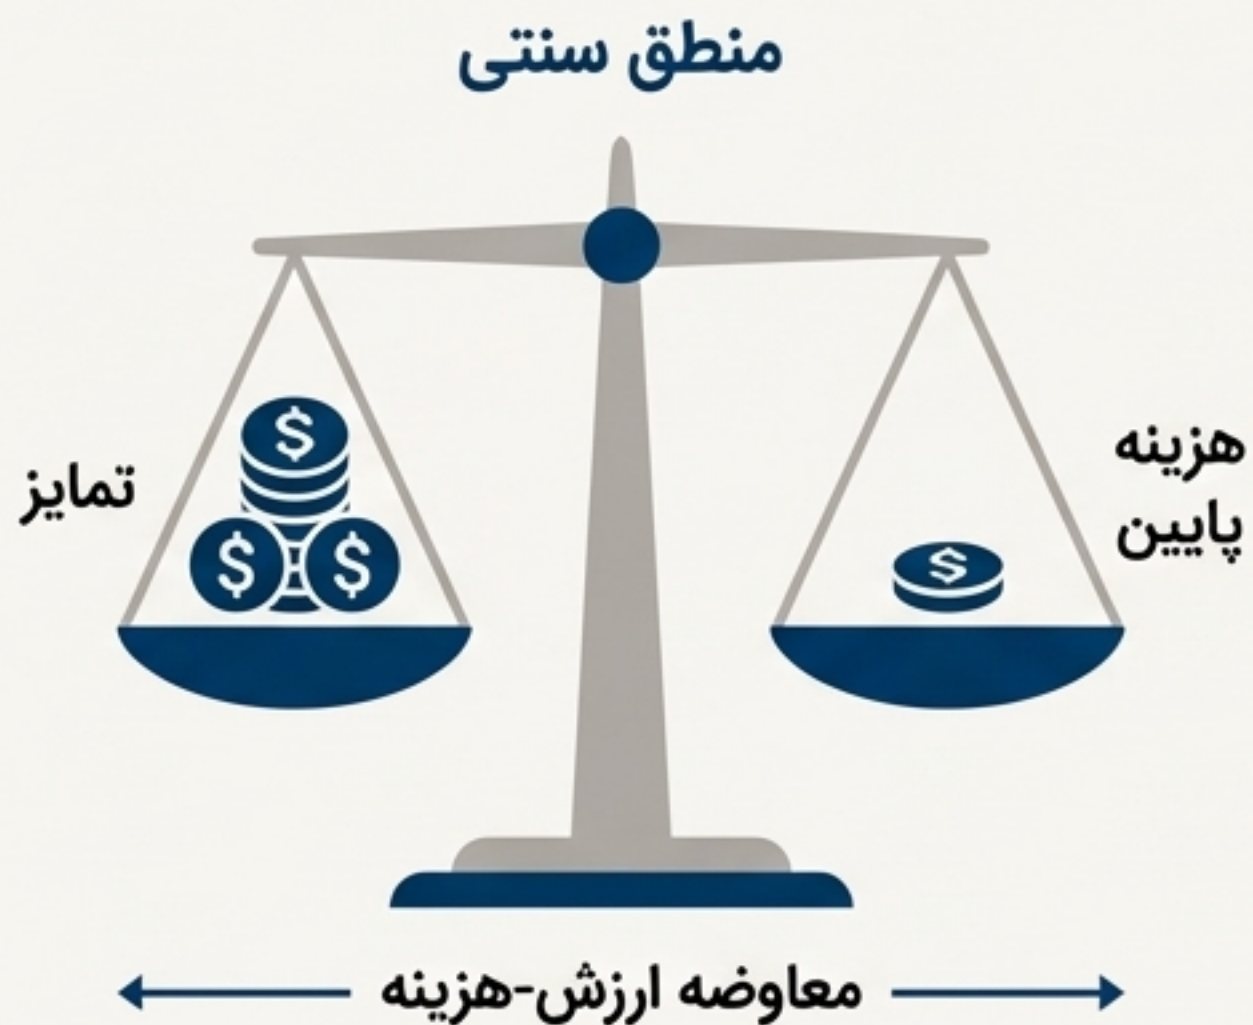 منطق سنتی
هزینه
پایین
تمایز
$
$ $
$
معاوضه ارزش-هزینه